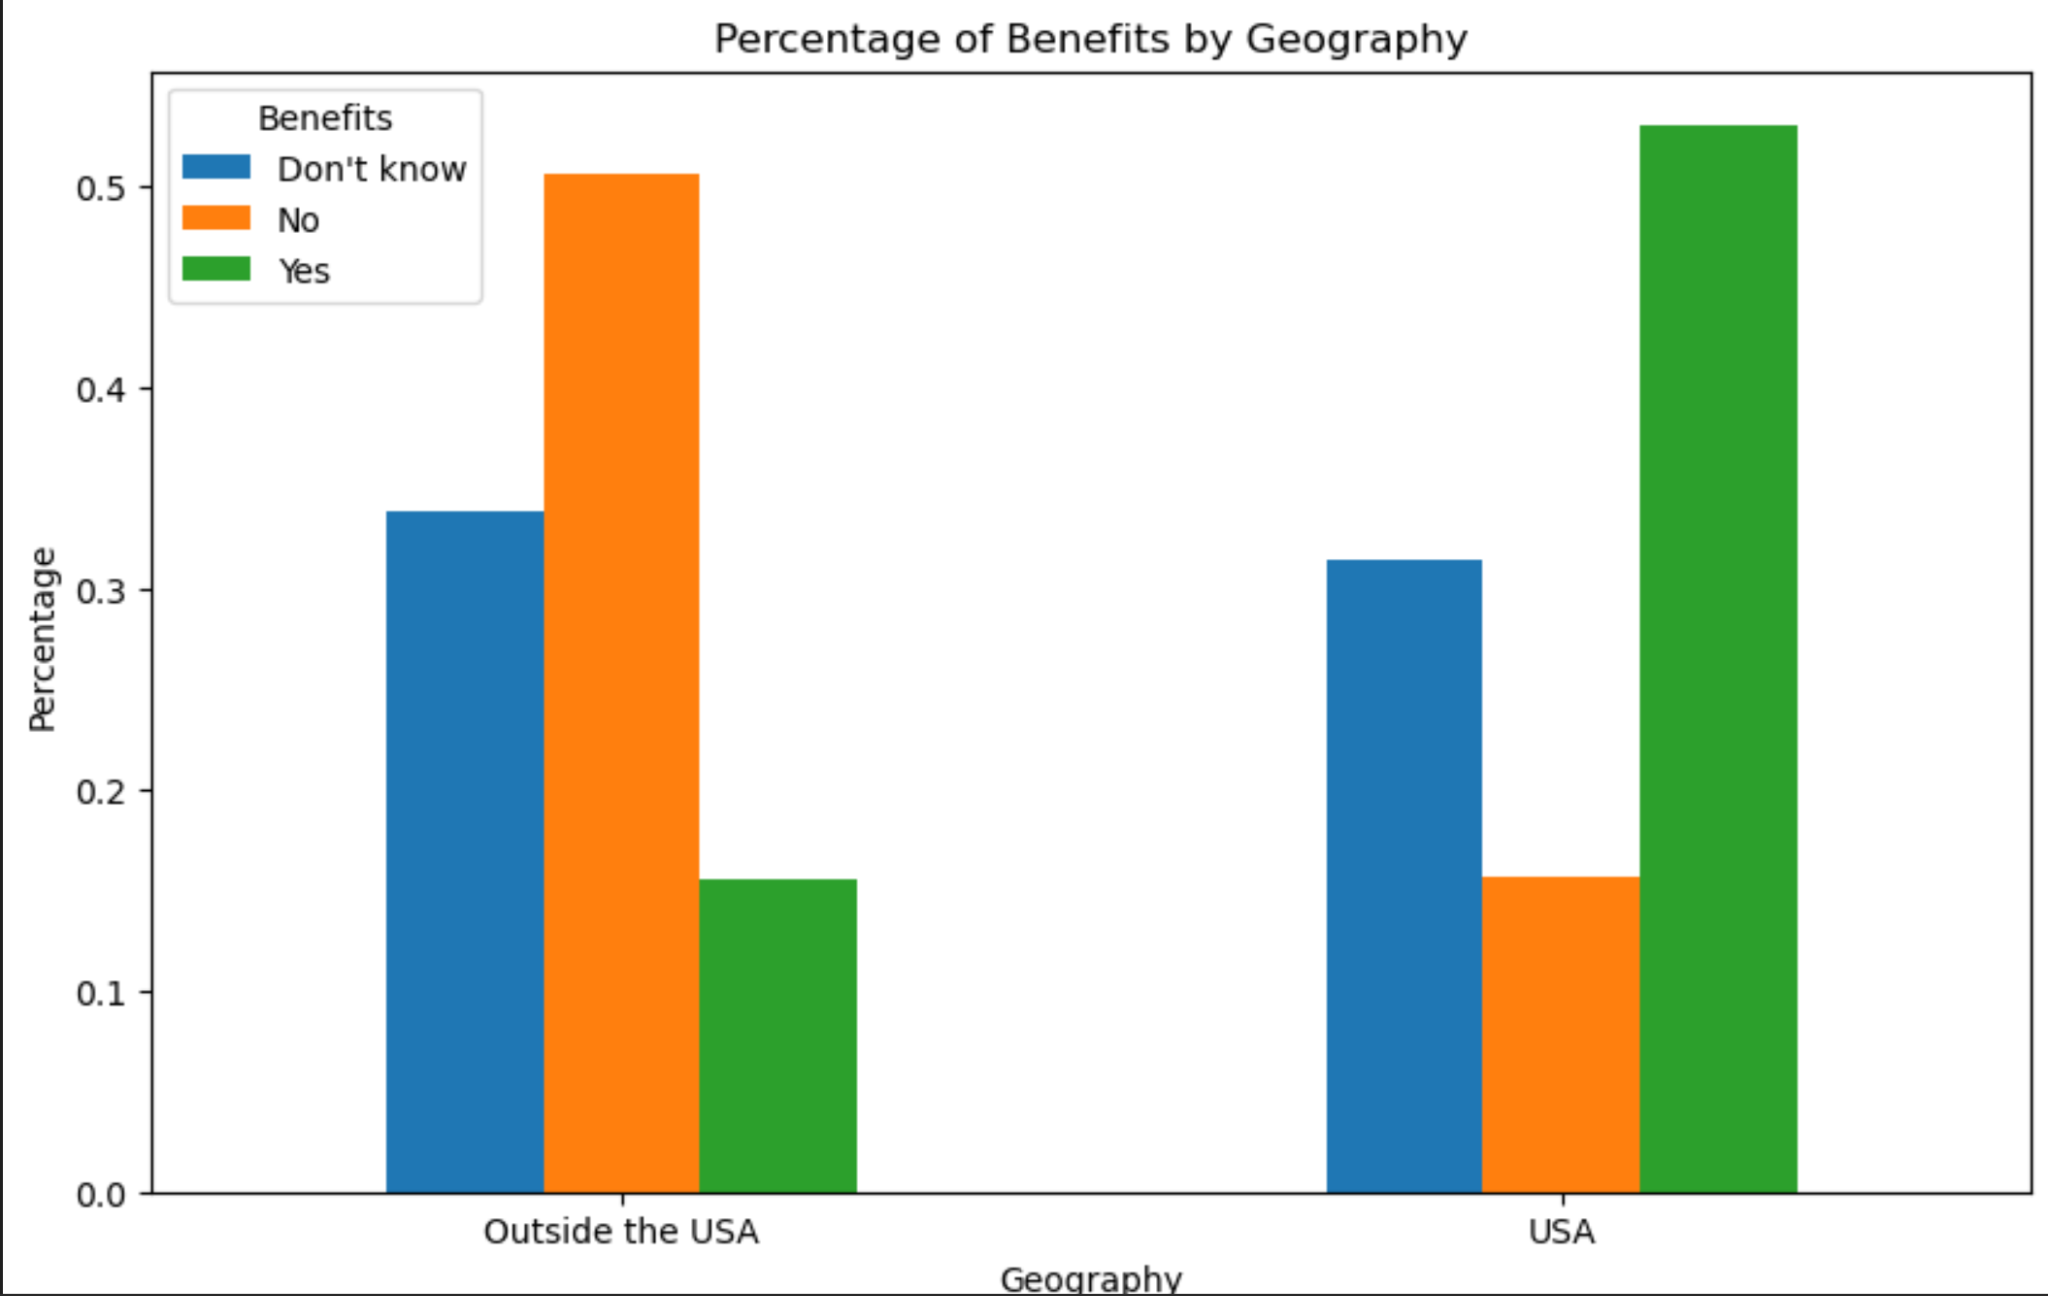 Percentage of Benefits by Geography
Benefits
Don't know
No
Yes
0.5
0.4
0.3
0.2
0.1
0.0
Percentage
Outside the USA
USA
Geography